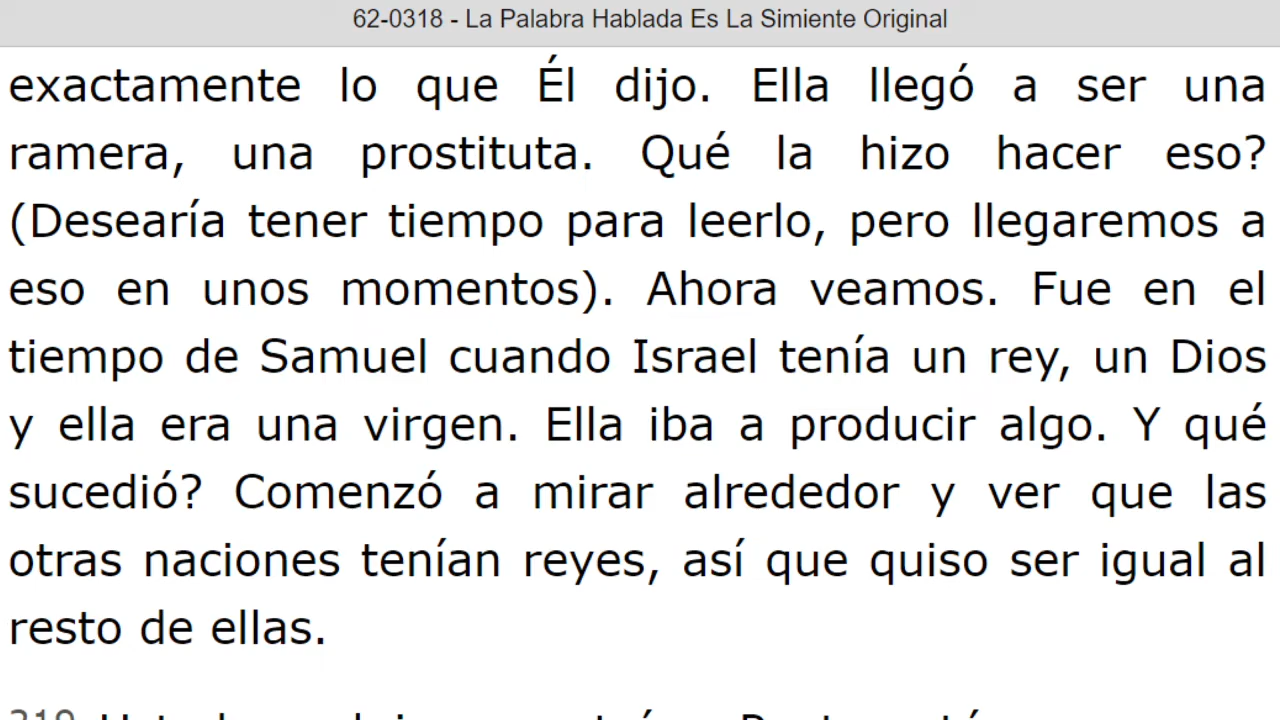 62-0318 - La Palabra Hablada Es La Simiente Original
exactamente lo que Él dijo. Ella llegó a ser una
ramera, una prostituta. Qué la hizo hacer eso?
(Desearía tener tiempo para leerlo, pero llegaremos a
eso en unos momentos). Ahora veamos. Fue en el
tiempo de Samuel cuando Israel tenía un rey, un Dios
y ella era una virgen. Ella iba a producir algo. Y qué
sucedió? Comenzó a mirar alrededor y ver que las
otras naciones tenían reyes, así que quiso ser igual al
resto de ellas.